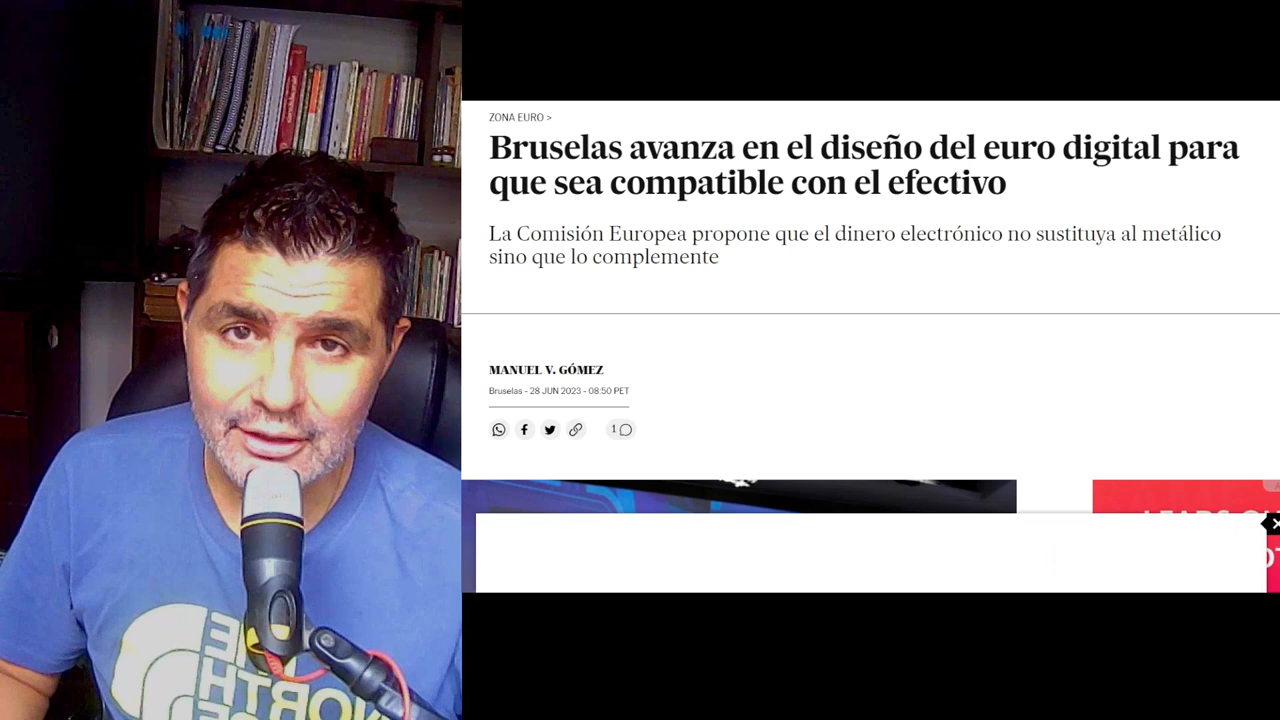 ZONA EURO >
Bruselas avanza en el diseño del euro digital para
que sea compatible con el efectivo
La Comisión Europea propone que el dinero electrónico no sustituya al metálico
sino que lo complemente
MANUEL V. GÓMEZ
Bruselas - 28 JUN 2023 - 08:50 PET
1
THE
NORTH